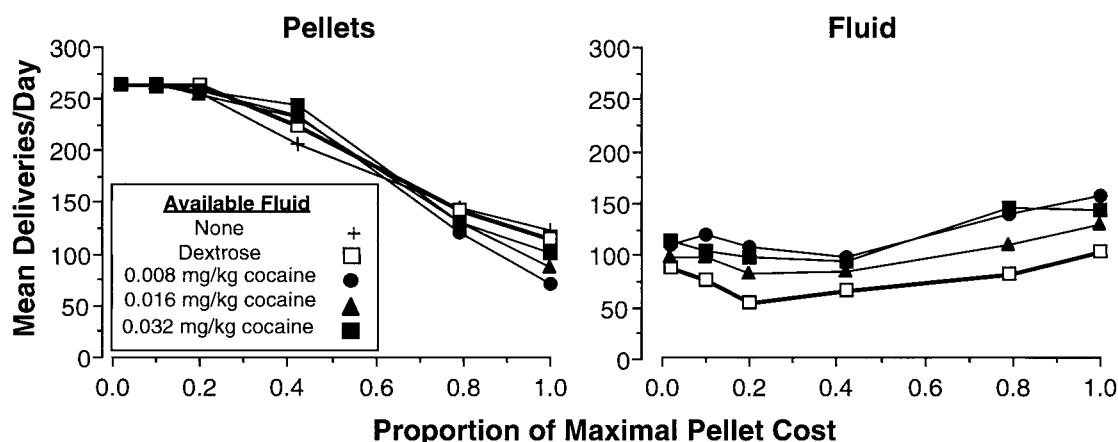 Pellets
Fluid
Mean Deliveries/Day
300
250
200
150
100
50
0
0.0 0.2 0.4 0.6 0.8 1.0
Available Fluid
None
Dextrose
0.008 mg/kg cocaine
0.016 mg/kg cocaine
0.032 mg/kg cocaine
300
250
200
150
100
50
0
0.0 0.2 0.4 0.6 0.8 1.0
Proportion of Maximal Pellet Cost